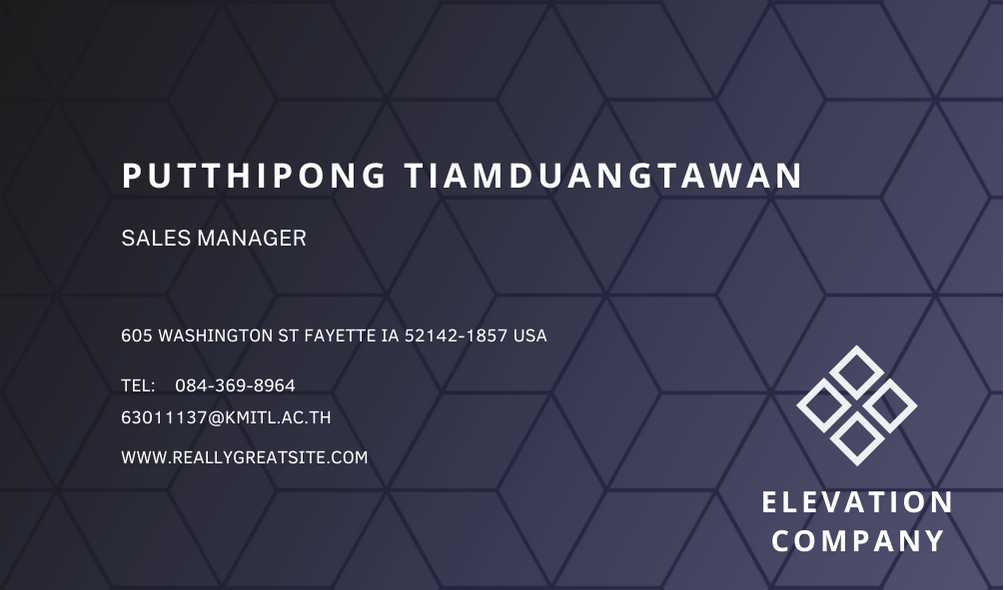 PUTTHIPONG TIAMDUANGTAWAN
SALES MANAGER
605 WASHINGTON ST FAYETTE IA 52142-1857 USA
TEL: 084-369-8964
63011137@KMITL.AC.TH
WWW.REALLYGREATSITE.COM
ELEVATION
COMPANY